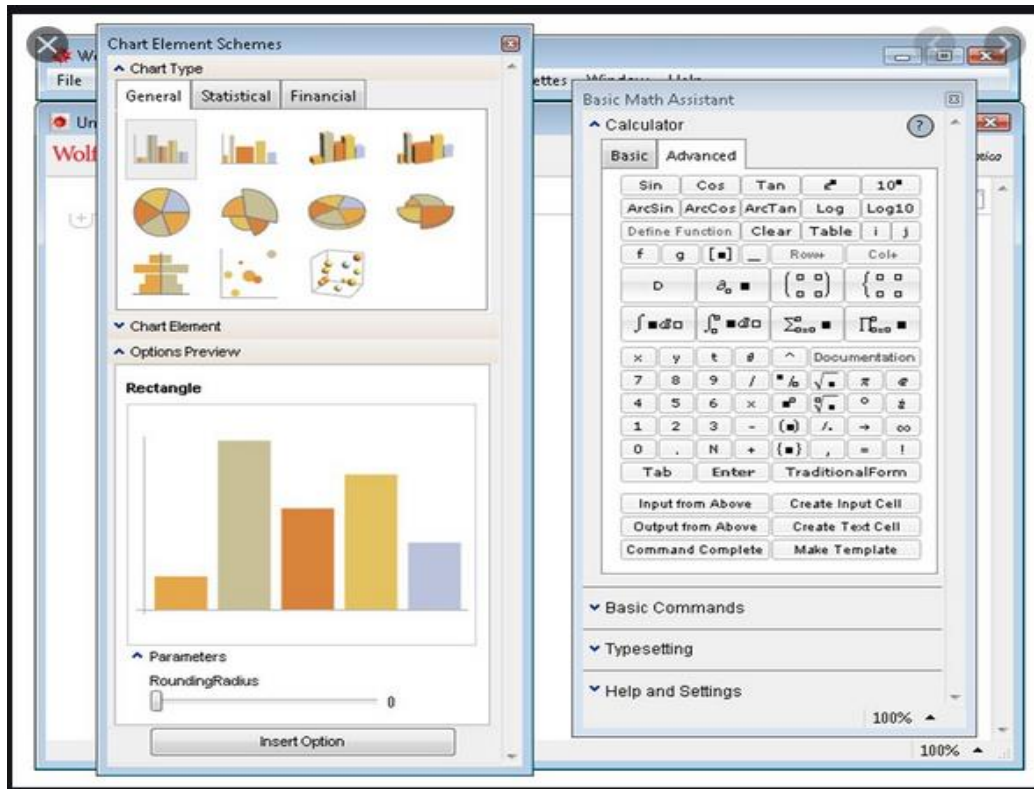 Chart Element Schemes
Chart Type
General Statistical Financial
Chart Element
Options Preview
Rectangle
Parameters
RoundingRadius
0
Insert Option
File
Un
Wolf
ettes Window Help
Basic Math Assistant
Calculator ?
Basic Advanced
Sin Cos Tan 10■
ArcSin ArcCos ArcTan Log Log10
Define Function Clear Table i j
f g [■] _ Row+ Col+
D ∂□ ■
∫■d□ ∫■d□ ∑ ■ ∏ ■
x y t θ ^ Documentation
7 8 9 / ■/□ √■ π e
4 5 6 × ■□ □√■ °
1 2 3 - (■) /. → ∞
0 . N + {■} , = !
Tab Enter TraditionalForm
Input from Above Create Input Cell
Output from Above Create Text Cell
Command Complete Make Template
Basic Commands
Typesetting
Help and Settings
100%
100%